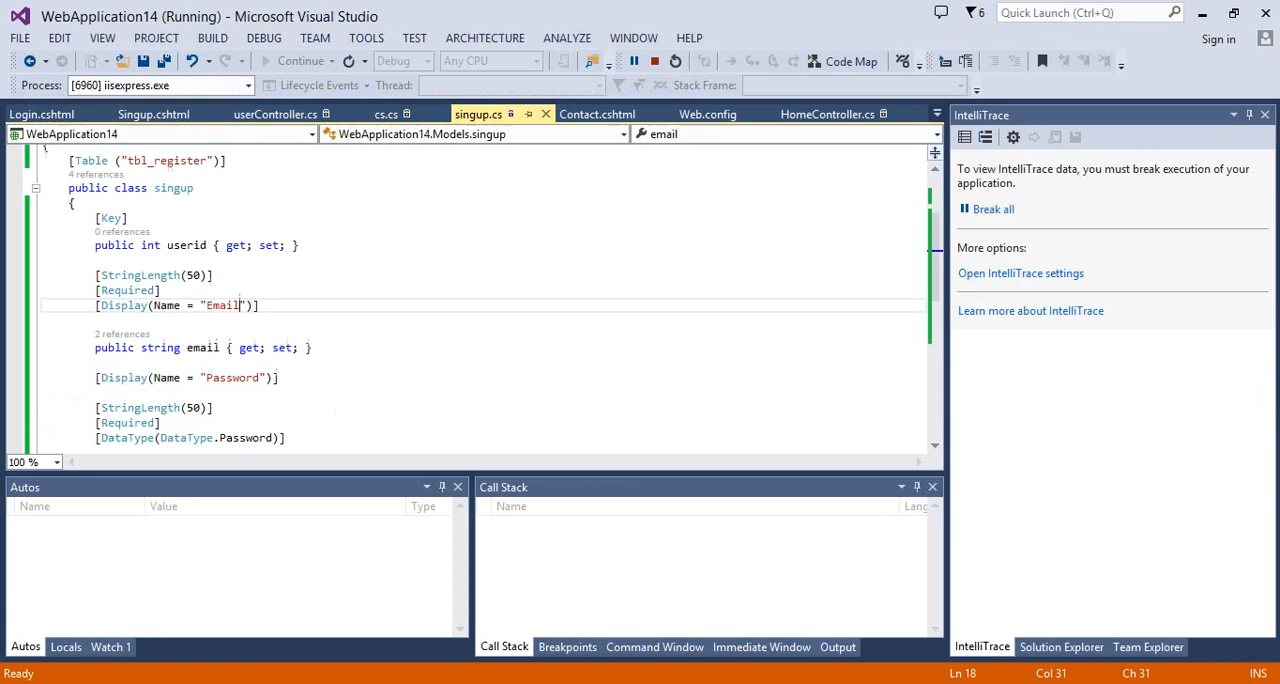 WebApplication14 (Running) - Microsoft Visual Studio
6
Quick Launch (Ctrl+Q)
FILE EDIT VIEW PROJECT BUILD DEBUG TEAM TOOLS TEST ARCHITECTURE ANALYZE WINDOW HELP
Sign in
Continue Debug Any CPU Code Map
Process: [6960] iisexpress.exe Lifecycle Events Thread: Stack Frame:
Login.cshtml Singup.cshtml userController.cs cs.cs singup.cs Contact.cshtml Web.config HomeController.cs
WebApplication14 WebApplication14.Models.singup email
{
[Table ("tbl_register")]
4 references
public class singup
{
[Key]
0 references
public int userid { get; set; }
[StringLength(50)]
[Required]
[Display(Name = "Email")]
2 references
public string email { get; set; }
[Display(Name = "Password")]
[StringLength(50)]
[Required]
[DataType(DataType.Password)]
100 %
IntelliTrace
To view IntelliTrace data, you must break execution of your
application.
Break all
More options:
Open IntelliTrace settings
Learn more about IntelliTrace
Autos
Name Value Type
Call Stack
Name Lang
Autos Locals Watch 1
Call Stack Breakpoints Command Window Immediate Window Output
IntelliTrace Solution Explorer Team Explorer
Ready Ln 18 Col 31 Ch 31 INS